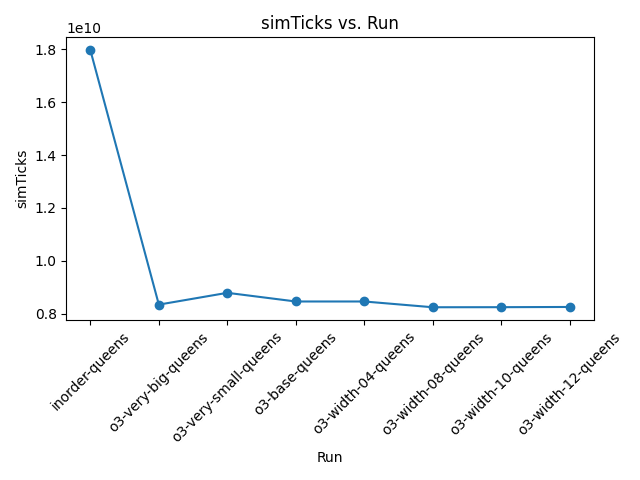 simTicks vs. Run
1e10
1.8
1.6
1.4
1.2
1.0
0.8
simTicks
inorder-queens
o3-very-big-queens
o3-very-small-queens
o3-base-queens
o3-width-04-queens
o3-width-08-queens
o3-width-10-queens
o3-width-12-queens
Run